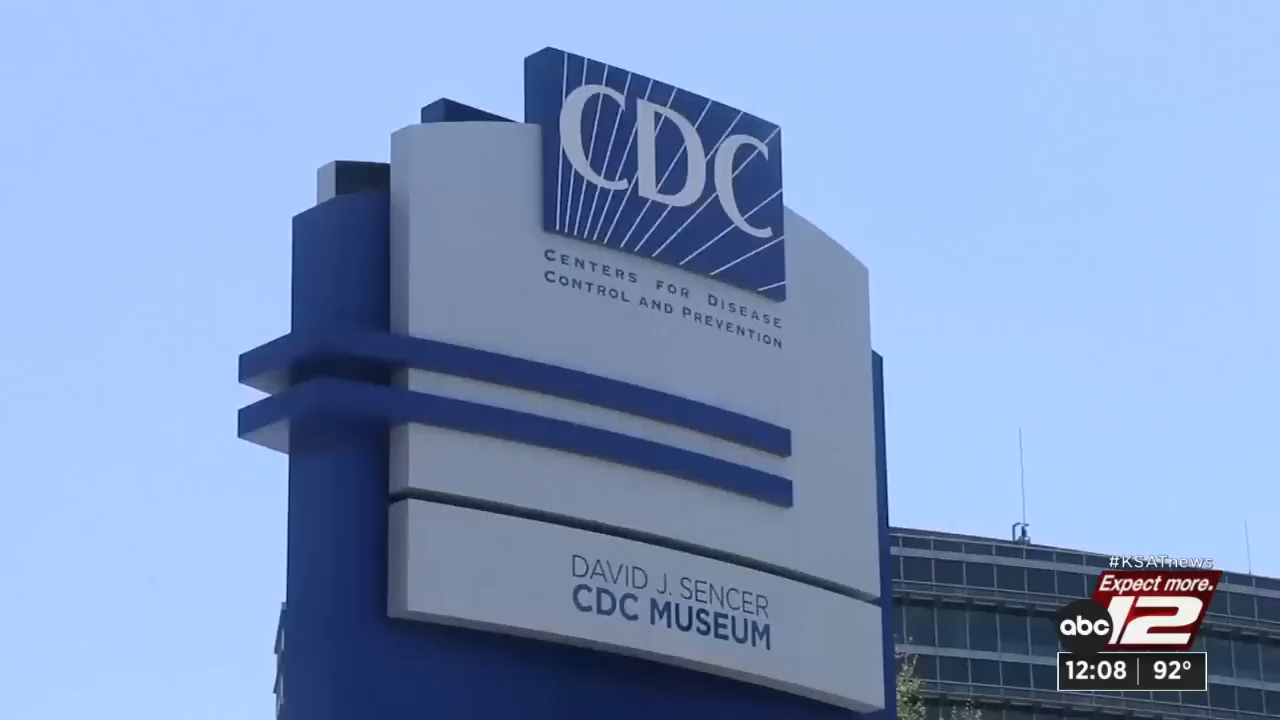 CDC
CENTERS FOR DISEASE
CONTROL AND PREVENTION
DAVID J. SENCER
CDC MUSEUM
#KSATnews
Expect more.
abc 12
12:08 92°